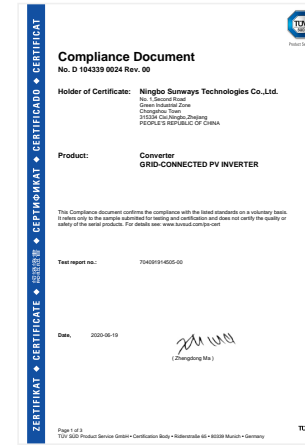 TÜV
SÜD
Compliance Document
No. D 104339 0024 Rev. 00
Holder of Certificate: Ningbo Sunways Technologies Co.,Ltd.
No. 1,Second Road
Green Industrial Zone
Chongshou Town
315334 Cixi,Ningbo,Zhejiang
PEOPLE'S REPUBLIC OF CHINA
Product: Converter
GRID-CONNECTED PV INVERTER
This Compliance document confirms the compliance with the listed standards on a voluntary basis.
It refers only to the sample submitted for testing and certification and does not certify the quality or
safety of the serial products. For details see: www.tuvsud.com/ps-cert
Test report no.: 704091914505-00
Date, 2020-06-19
( Zhengdong Ma )
Page 1 of 3
TÜV SÜD Product Service GmbH • Certification Body • Ridlerstraße 65 • 80339 Munich • Germany
ZERTIFIKAT ◆ CERTIFICATE ◆ 認證證書 ◆ СЕРТИФИКАТ ◆ CERTIFICADO ◆ CERTIFICAT